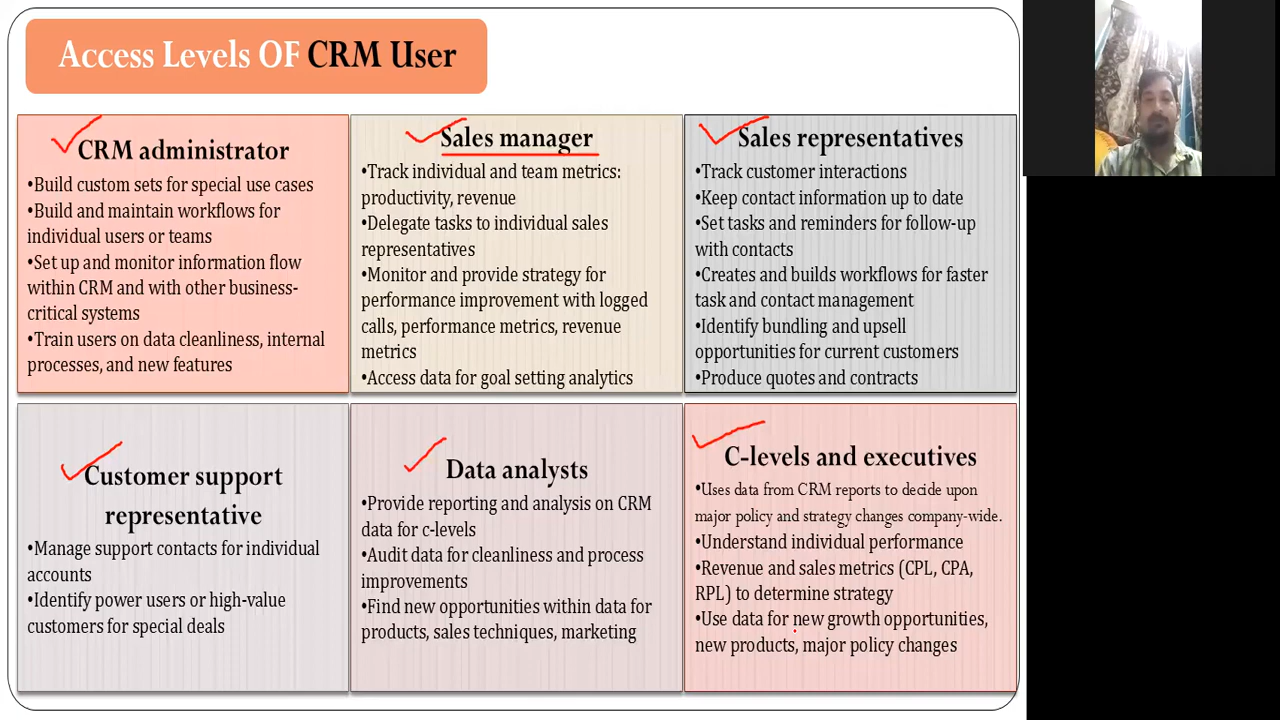 Access Levels OF CRM User
CRM administrator
•Build custom sets for special use cases
•Build and maintain workflows for
individual users or teams
•Set up and monitor information flow
within CRM and with other business-
critical systems
•Train users on data cleanliness, internal
processes, and new features
Sales manager
•Track individual and team metrics:
productivity, revenue
•Delegate tasks to individual sales
representatives
•Monitor and provide strategy for
performance improvement with logged
calls, performance metrics, revenue
metrics
•Access data for goal setting analytics
Sales representatives
•Track customer interactions
•Keep contact information up to date
•Set tasks and reminders for follow-up
with contacts
•Creates and builds workflows for faster
task and contact management
•Identify bundling and upsell
opportunities for current customers
•Produce quotes and contracts
Customer support
representative
•Manage support contacts for individual
accounts
•Identify power users or high-value
customers for special deals
Data analysts
•Provide reporting and analysis on CRM
data for c-levels
•Audit data for cleanliness and process
improvements
•Find new opportunities within data for
products, sales techniques, marketing
C-levels and executives
•Uses data from CRM reports to decide upon
major policy and strategy changes company-wide.
•Understand individual performance
•Revenue and sales metrics (CPL, CPA,
RPL) to determine strategy
•Use data for new growth opportunities,
new products, major policy changes